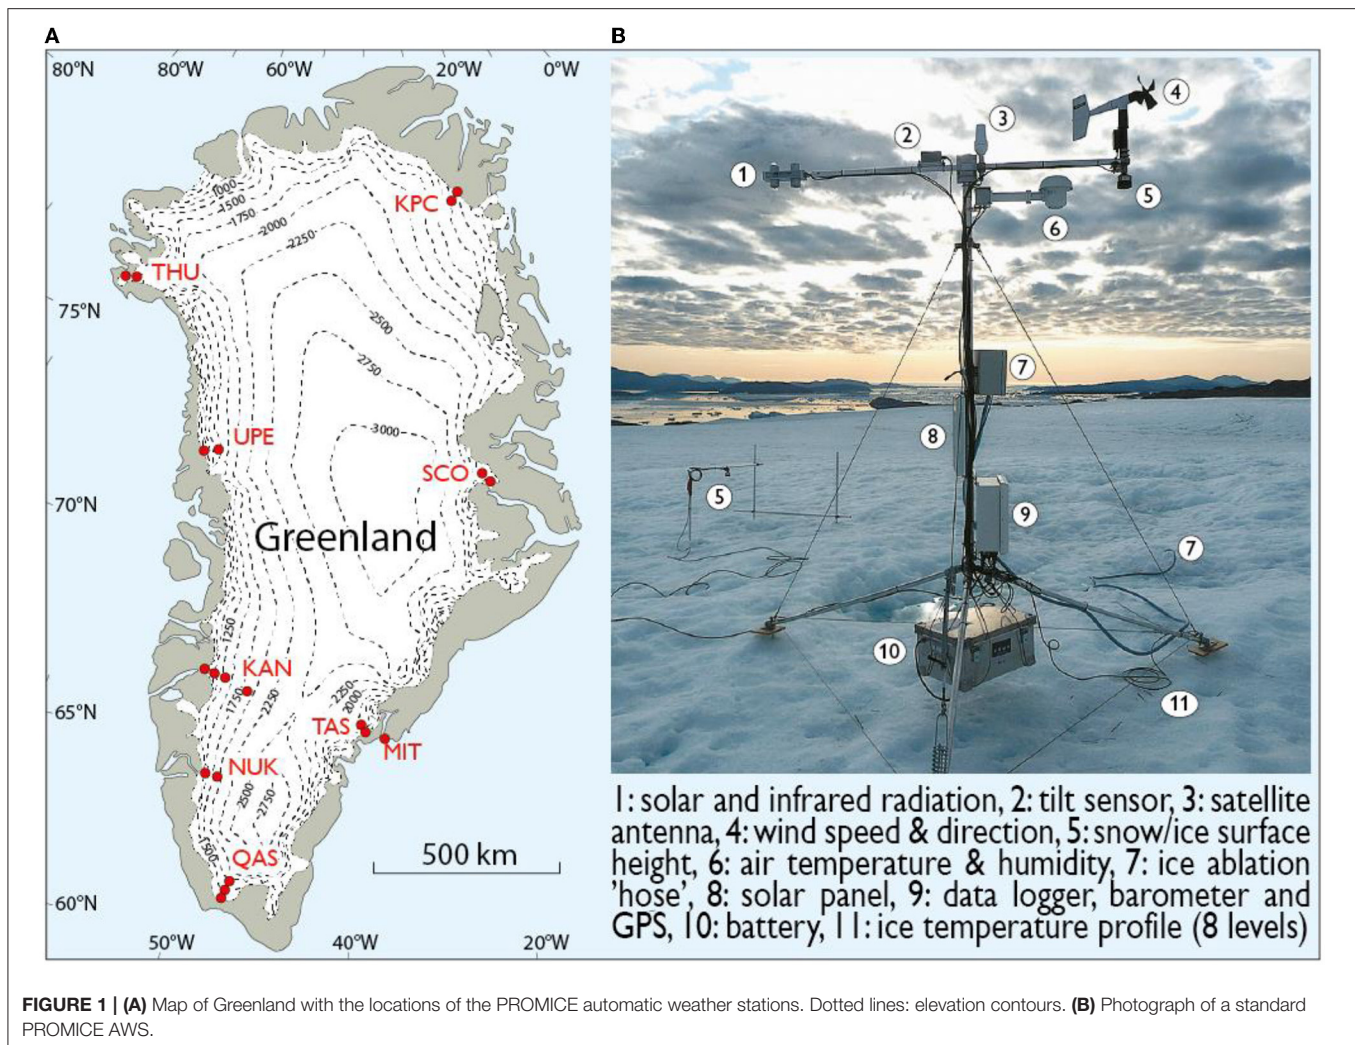 A
B
80°N 80°W 60°W 20°W 0°W
-1000
-1500
-1750
-2000
-2250
KPC
THU
75°N
-2500
-2750
-3000
UPE
SCO
70°N
Greenland
1250
KAN
1750
2250
2250
2000
65°N
TAS
MIT
NUK
2500
-2750
1500
QAS
500 km
60°N
50°W 40°W 20°W
1
2
3
4
5
6
7
8
5
9
7
10
11
1: solar and infrared radiation, 2: tilt sensor, 3: satellite
antenna, 4: wind speed & direction, 5: snow/ice surface
height, 6: air temperature & humidity, 7: ice ablation
'hose', 8: solar panel, 9: data logger, barometer and
GPS, 10: battery, 11: ice temperature profile (8 levels)
FIGURE 1 | (A) Map of Greenland with the locations of the PROMICE automatic weather stations. Dotted lines: elevation contours. (B) Photograph of a standard
PROMICE AWS.